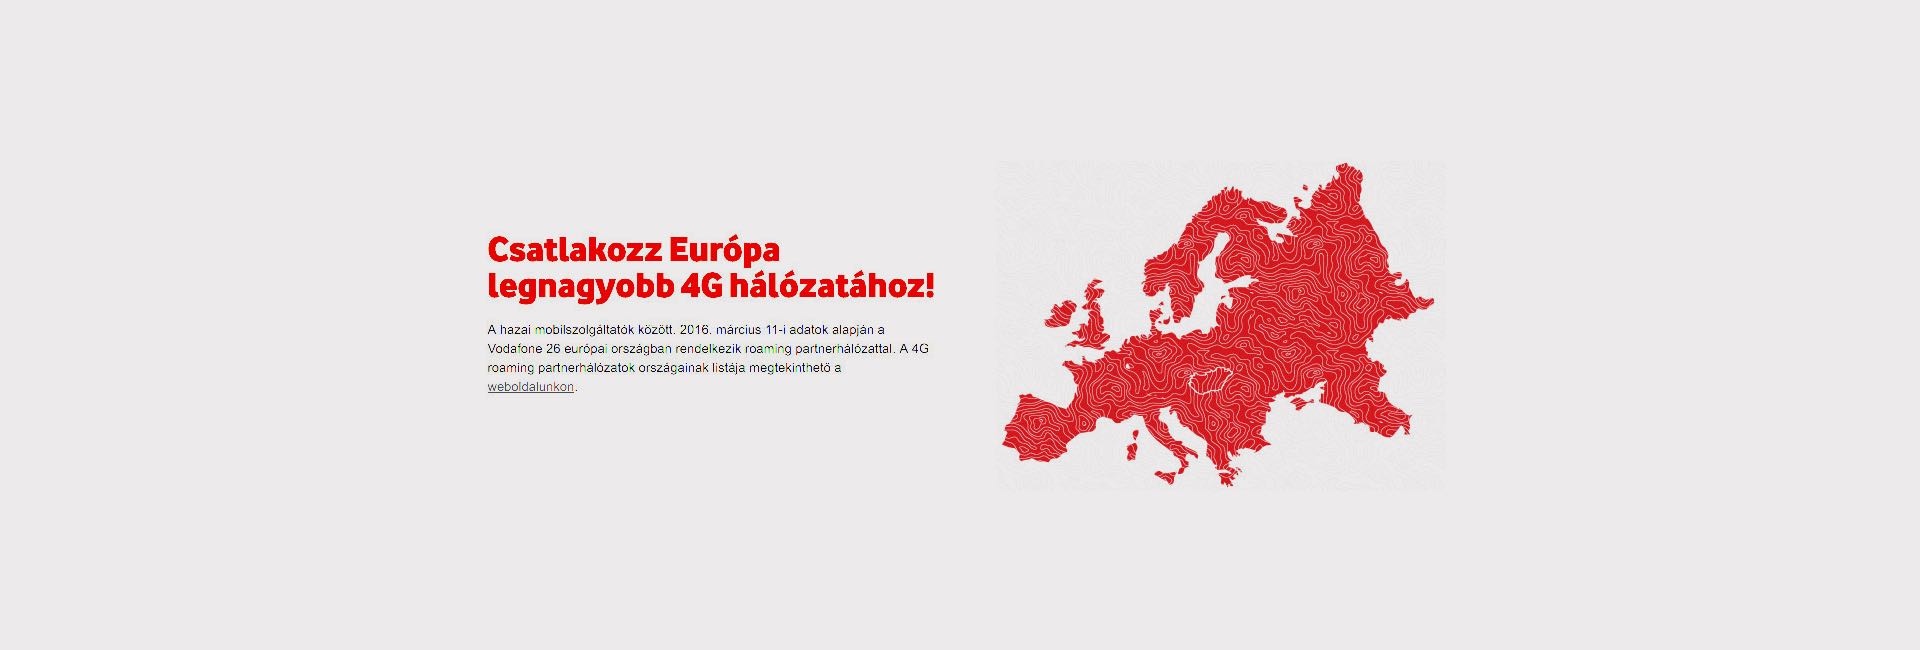 Csatlakozz Európa
legnagyobb 4G hálózatához!
A hazai mobilszolgáltatók között. 2016. március 11-i adatok alapján a
Vodafone 26 európai országban rendelkezik roaming partnerhálózattal. A 4G
roaming partnerhálózatok országainak listája megtekinthető a
weboldalunkon.